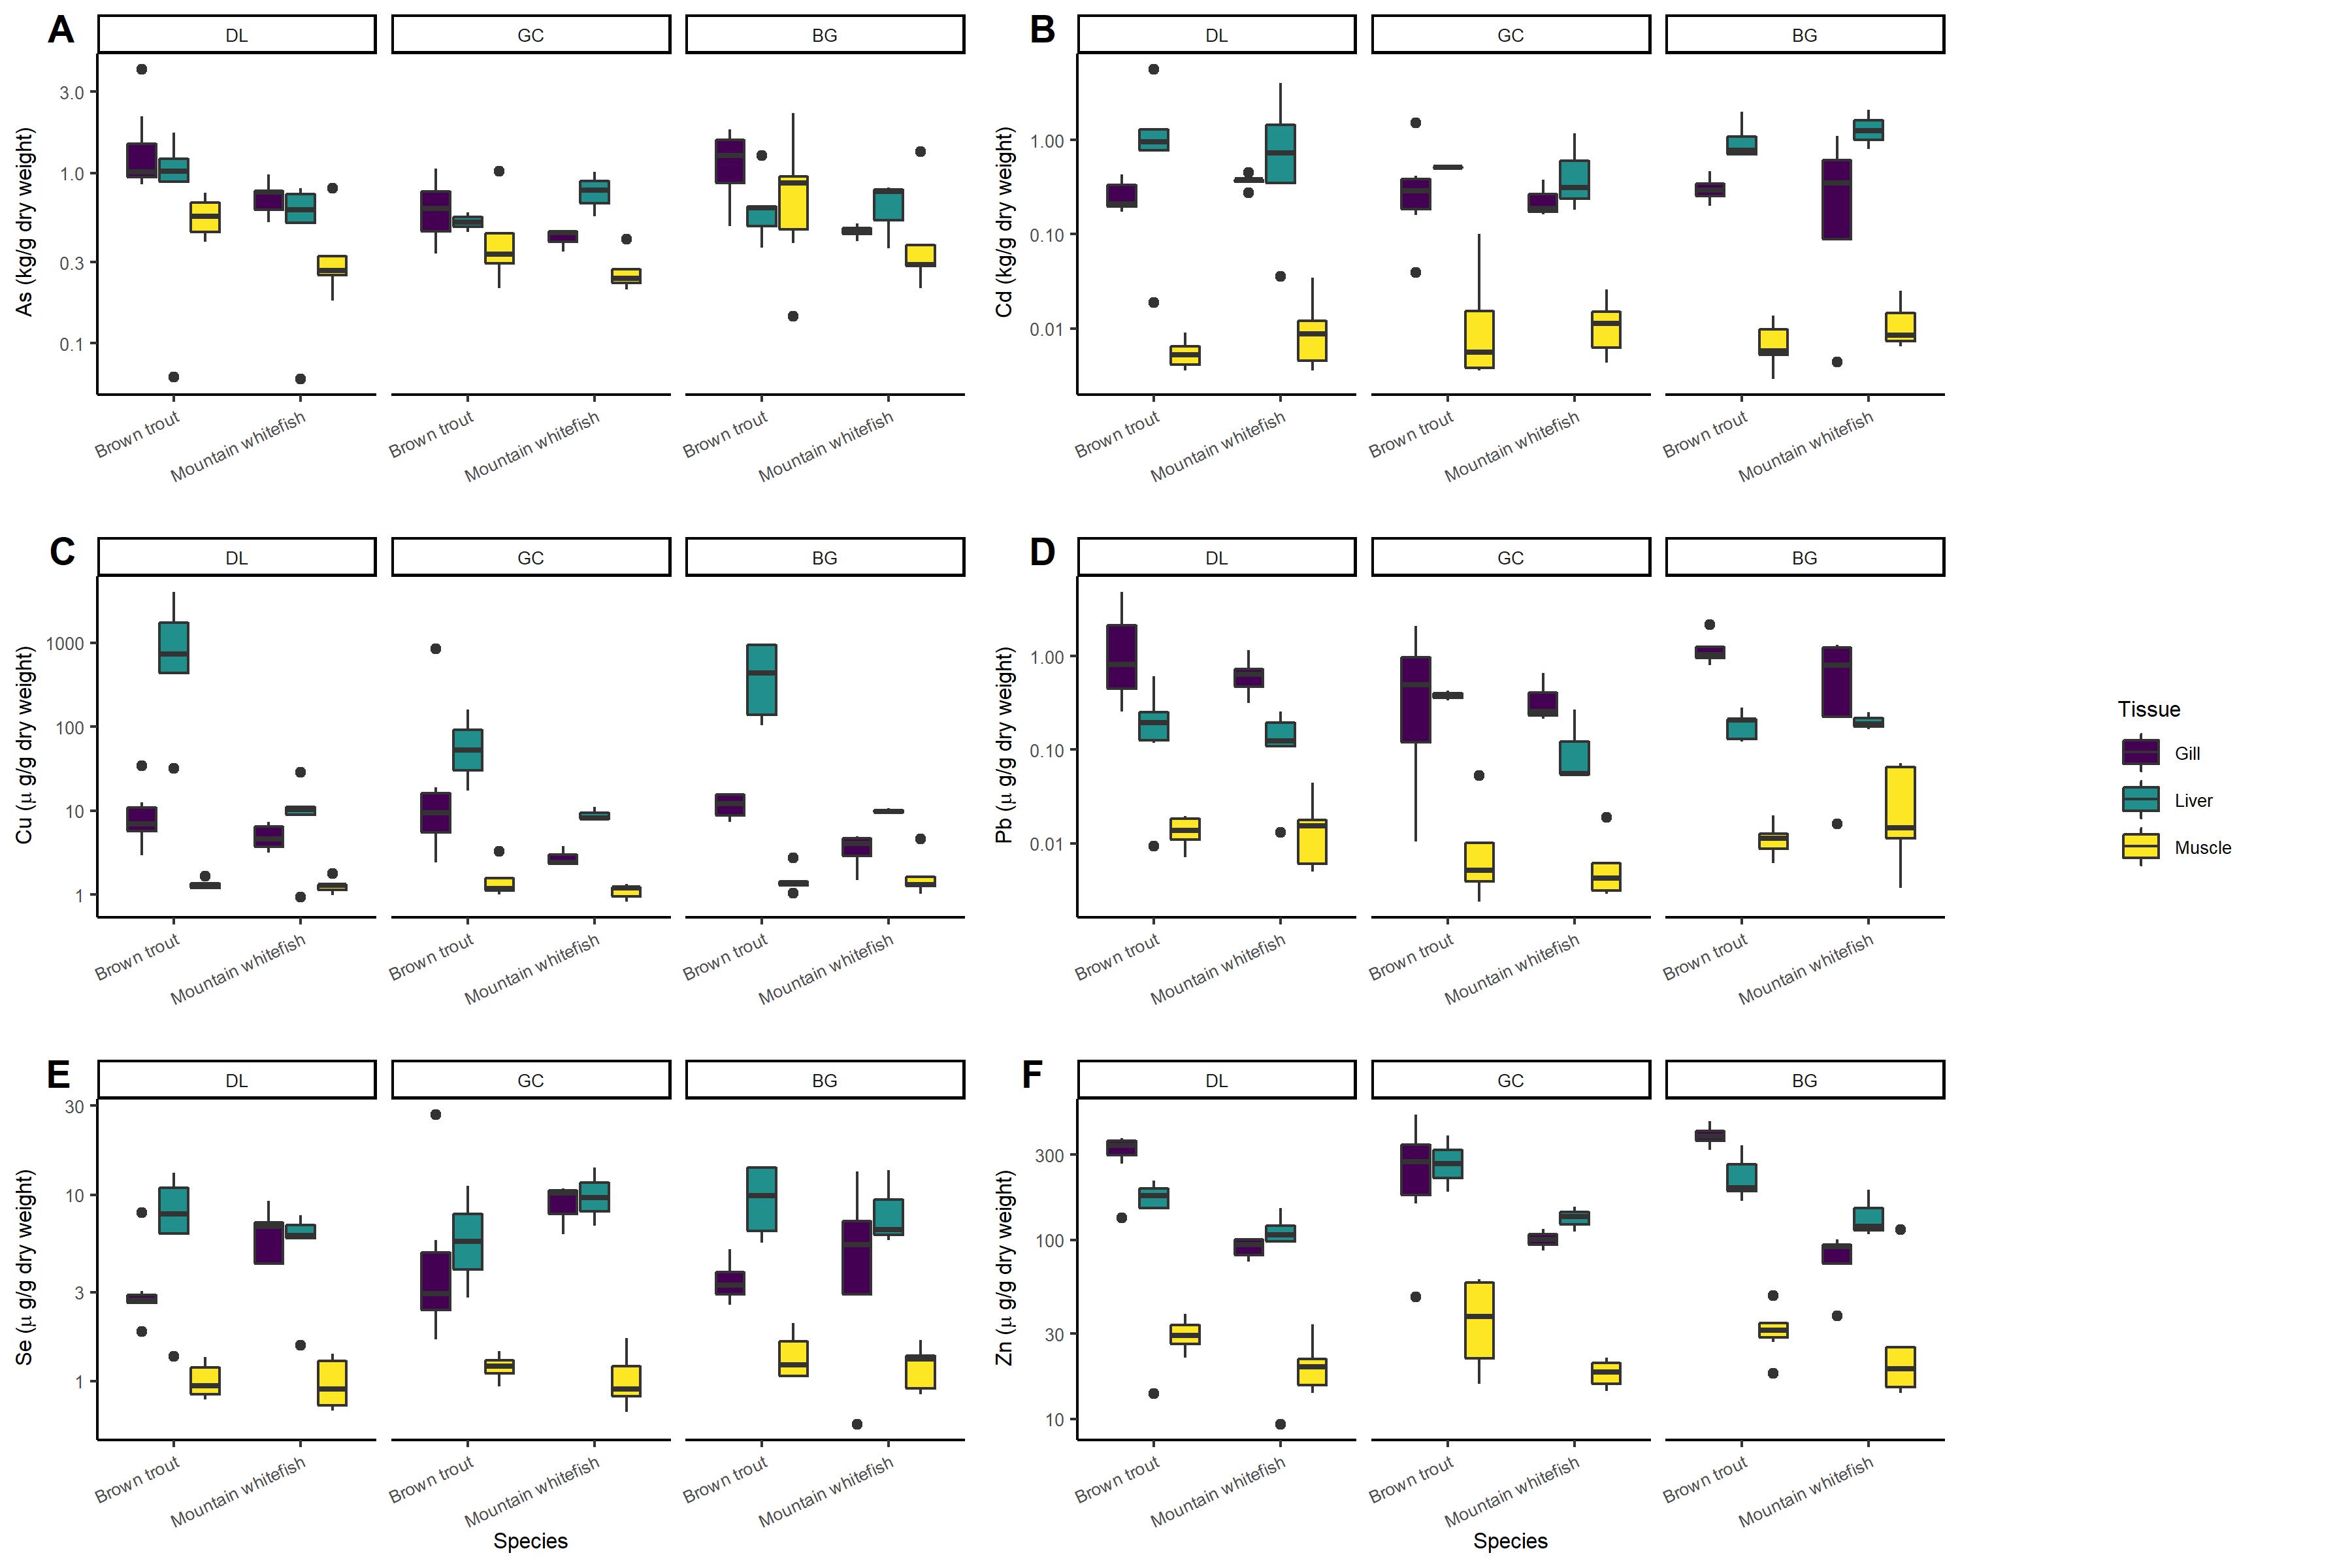 A
DL
GC
BG
As (kg/g dry weight)
3.0
1.0
0.3
0.1
Brown trout
Mountain whitefish
Brown trout
Mountain whitefish
Brown trout
Mountain whitefish
B
DL
GC
BG
Cd (kg/g dry weight)
1.00
0.10
0.01
Brown trout
Mountain whitefish
Brown trout
Mountain whitefish
Brown trout
Mountain whitefish
C
DL
GC
BG
Cu (μ g/g dry weight)
1000
100
10
1
Brown trout
Mountain whitefish
Brown trout
Mountain whitefish
Brown trout
Mountain whitefish
D
DL
GC
BG
Pb (μ g/g dry weight)
1.00
0.10
0.01
Brown trout
Mountain whitefish
Brown trout
Mountain whitefish
Brown trout
Mountain whitefish
Tissue
Gill
Liver
Muscle
E
DL
GC
BG
Se (μ g/g dry weight)
30
10
3
1
Brown trout
Mountain whitefish
Brown trout
Mountain whitefish
Brown trout
Mountain whitefish
Species
F
DL
GC
BG
Zn (μ g/g dry weight)
300
100
30
10
Brown trout
Mountain whitefish
Brown trout
Mountain whitefish
Brown trout
Mountain whitefish
Species